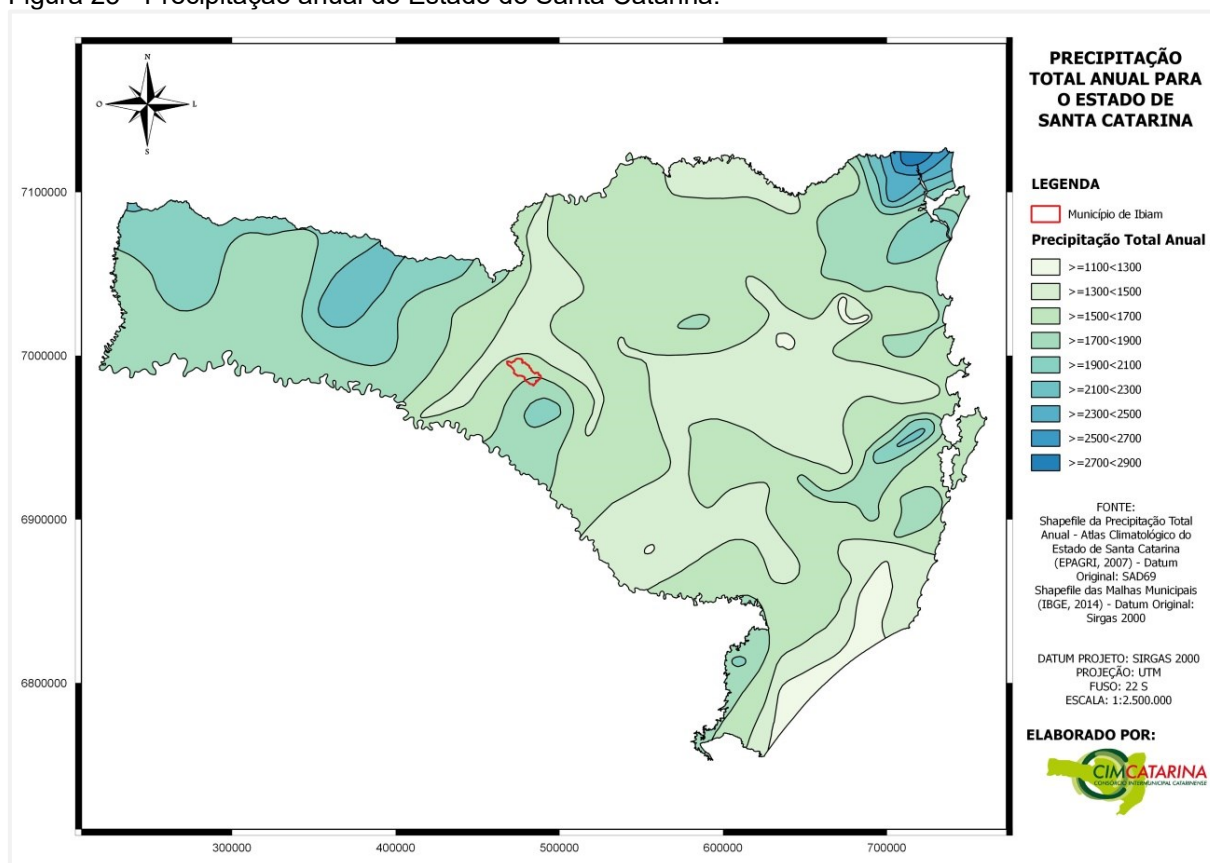 Figura 23 - Precipitação anual do Estado de Santa Catarina.
N
O
L
S
7100000
7000000
6900000
6800000
300000
400000
500000
600000
700000
PRECIPITAÇÃO
TOTAL ANUAL PARA
O ESTADO DE
SANTA CATARINA
LEGENDA
Município de Ibiam
Precipitação Total Anual
>=1100<1300
>=1300<1500
>=1500<1700
>=1700<1900
>=1900<2100
>=2100<2300
>=2300<2500
>=2500<2700
>=2700<2900
FONTE:
Shapefile da Precipitação Total
Anual - Atlas Climatológico do
Estado de Santa Catarina
(EPAGRI, 2007) - Datum
Original: SAD69
Shapefile das Malhas Municipais
(IBGE, 2014) - Datum Original:
Sirgas 2000
DATUM PROJETO: SIRGAS 2000
PROJEÇÃO: UTM
FUSO: 22 S
ESCALA: 1:2.500.000
ELABORADO POR:
CIMCATARINA
CONSÓRCIO INTERMUNICIPAL CATARINENSE